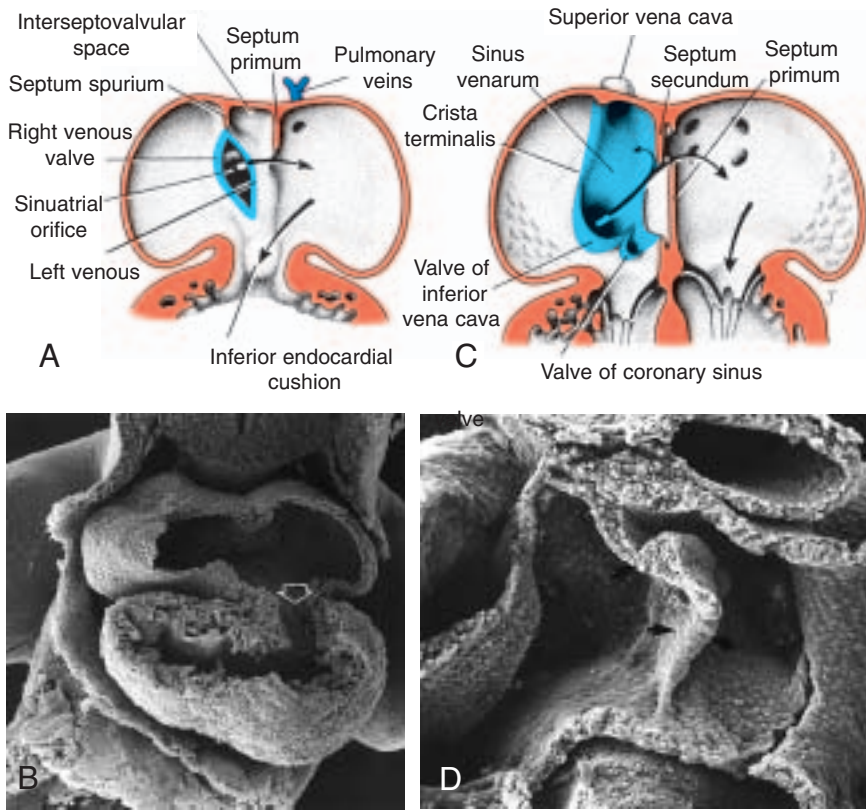 Interseptovalvular
space
Septum spurium
Right venous
valve
Sinuatrial
orifice
Left venous
Septum
primum
Pulmonary
veins
Inferior endocardial
cushion
A
Superior vena cava
Sinus
venarum
Septum
secundum
Septum
primum
Crista
terminalis
Valve of
inferior
vena cava
Valve of coronary sinus
C
lve
B
D